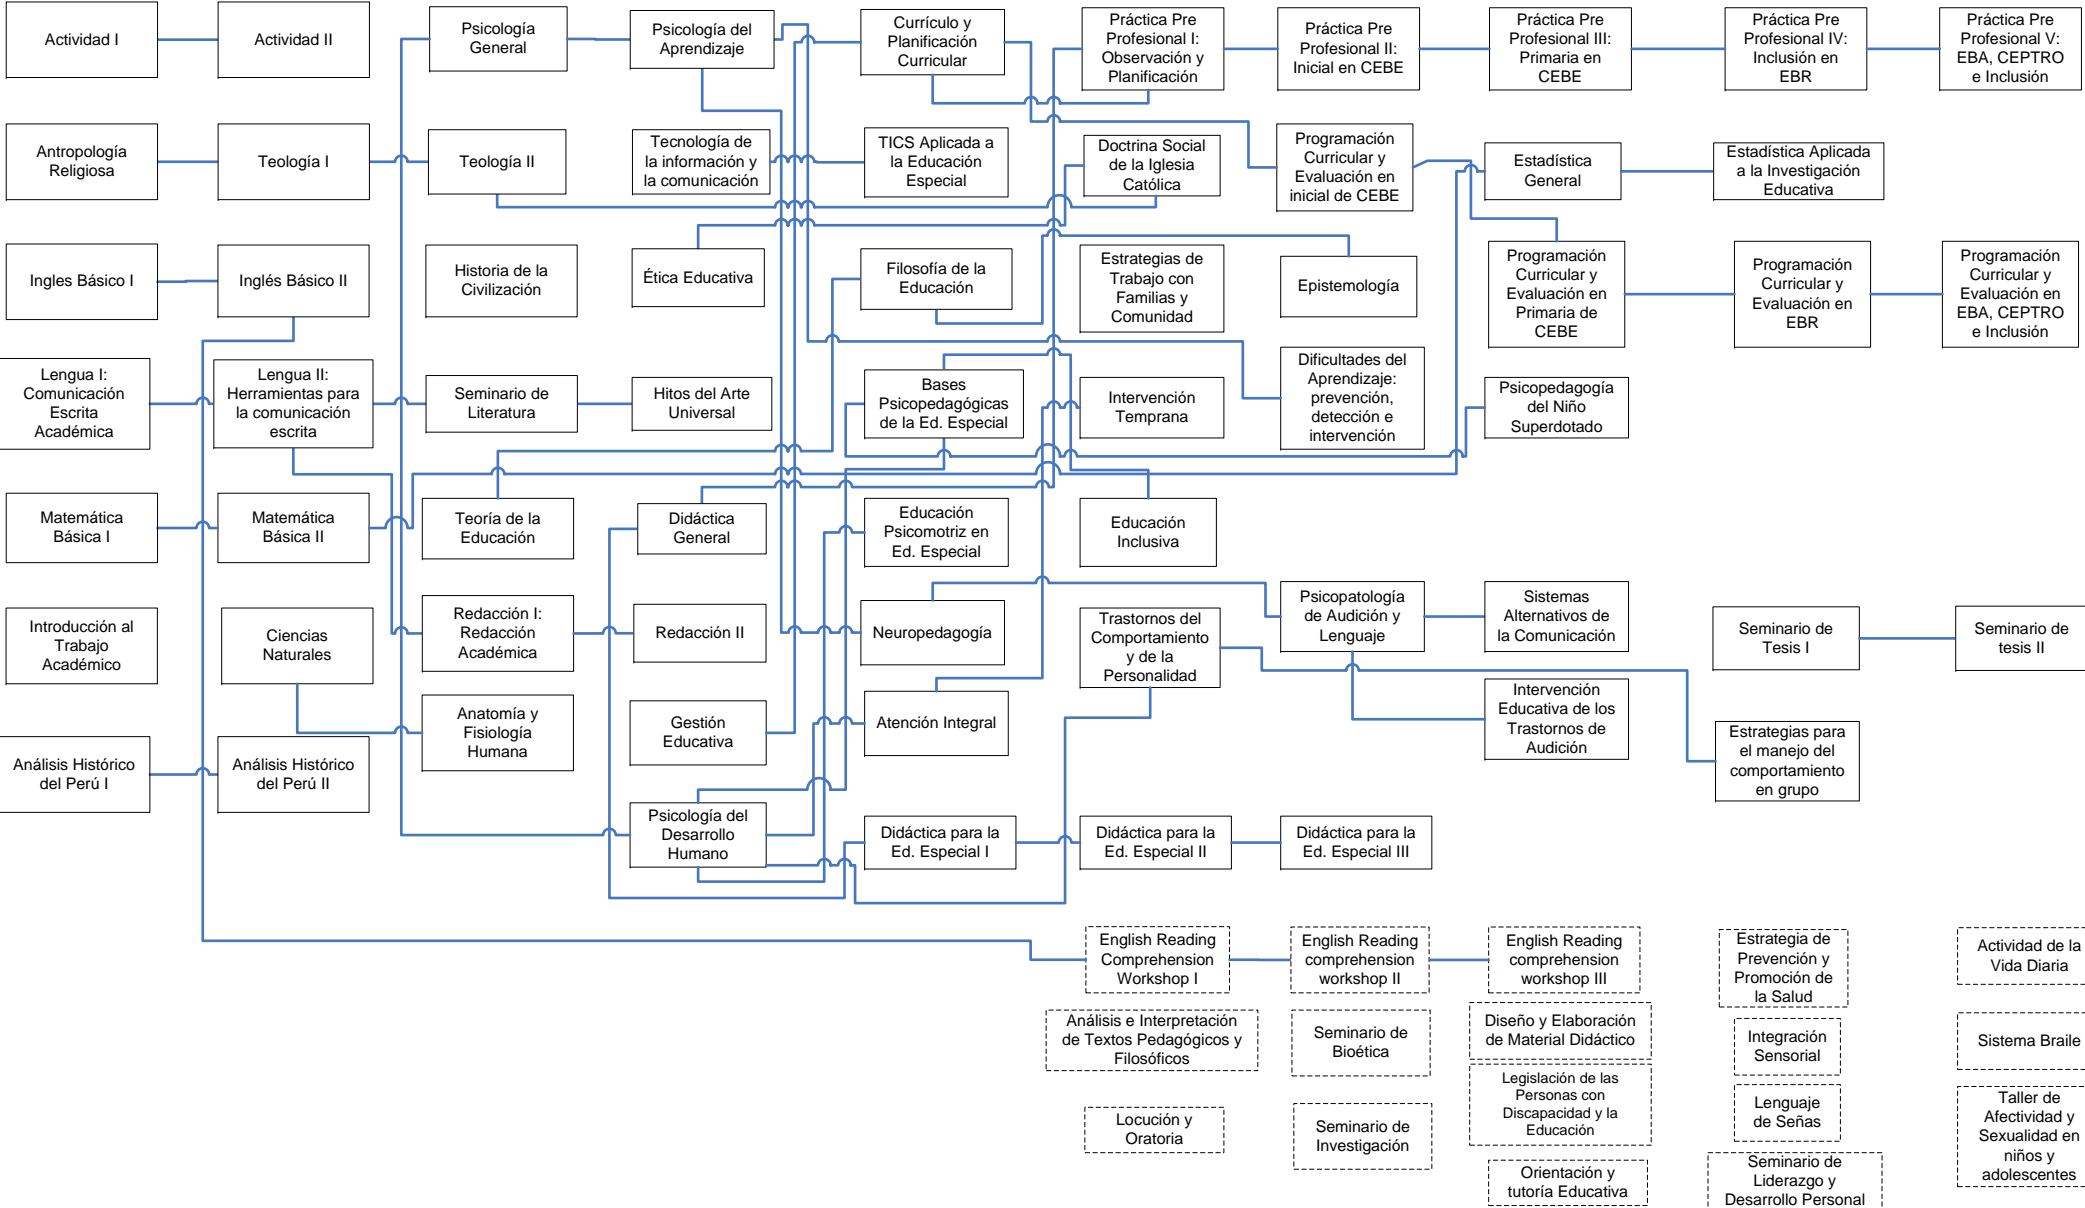 Actividad I
Actividad II
Psicología
General
Psicología del
Aprendizaje
Currículo y
Planificación
Curricular
Práctica Pre
Profesional I:
Observación y
Planificación
Práctica Pre
Profesional II:
Inicial en CEBE
Práctica Pre
Profesional III:
Primaria en
CEBE
Práctica Pre
Profesional IV:
Inclusión en
EBR
Práctica Pre
Profesional V:
EBA, CEPTRO
e Inclusión
Antropología
Religiosa
Teología I
Teología II
Tecnología de
la información y
la comunicación
TICS Aplicada a
la Educación
Especial
Doctrina Social
de la Iglesia
Católica
Programación
Curricular y
Evaluación en
inicial de CEBE
Estadística
General
Estadística Aplicada
a la Investigación
Educativa
Ingles Básico I
Inglés Básico II
Historia de la
Civilización
Ética Educativa
Filosofía de la
Educación
Estrategias de
Trabajo con
Familias y
Comunidad
Epistemología
Programación
Curricular y
Evaluación en
Primaria de
CEBE
Programación
Curricular y
Evaluación en
EBR
Programación
Curricular y
Evaluación en
EBA, CEPTRO
e Inclusión
Lengua I:
Comunicación
Escrita
Académica
Lengua II:
Herramientas para
la comunicación
escrita
Seminario de
Literatura
Hitos del Arte
Universal
Bases
Psicopedagógicas
de la Ed. Especial
Intervención
Temprana
Dificultades del
Aprendizaje:
prevención,
detección e
intervención
Psicopedagogía
del Niño
Superdotado
Matemática
Básica I
Matemática
Básica II
Teoría de la
Educación
Didáctica
General
Educación
Psicomotriz en
Ed. Especial
Educación
Inclusiva
Introducción al
Trabajo
Académico
Ciencias
Naturales
Redacción I:
Redacción
Académica
Redacción II
Neuropedagogía
Trastornos del
Comportamiento
y de la
Personalidad
Psicopatología
de Audición y
Lenguaje
Sistemas
Alternativos de
la Comunicación
Seminario de
Tesis I
Seminario de
tesis II
Anatomía y
Fisiología
Humana
Gestión
Educativa
Atención Integral
Intervención
Educativa de los
Trastornos de
Audición
Estrategias para
el manejo del
comportamiento
en grupo
Análisis Histórico
del Perú I
Análisis Histórico
del Perú II
Psicología del
Desarrollo
Humano
Didáctica para la
Ed. Especial I
Didáctica para la
Ed. Especial II
Didáctica para la
Ed. Especial III
English Reading
Comprehension
Workshop I
English Reading
comprehension
workshop II
English Reading
comprehension
workshop III
Estrategia de
Prevención y
Promoción de
la Salud
Actividad de la
Vida Diaria
Análisis e Interpretación
de Textos Pedagógicos y
Filosóficos
Seminario de
Bioética
Diseño y Elaboración
de Material Didáctico
Integración
Sensorial
Sistema Braile
Legislación de las
Personas con
Discapacidad y la
Educación
Locución y
Oratoria
Seminario de
Investigación
Lenguaje
de Señas
Taller de
Afectividad y
Sexualidad en
niños y
adolescentes
Orientación y
tutoría Educativa
Seminario de
Liderazgo y
Desarrollo Personal